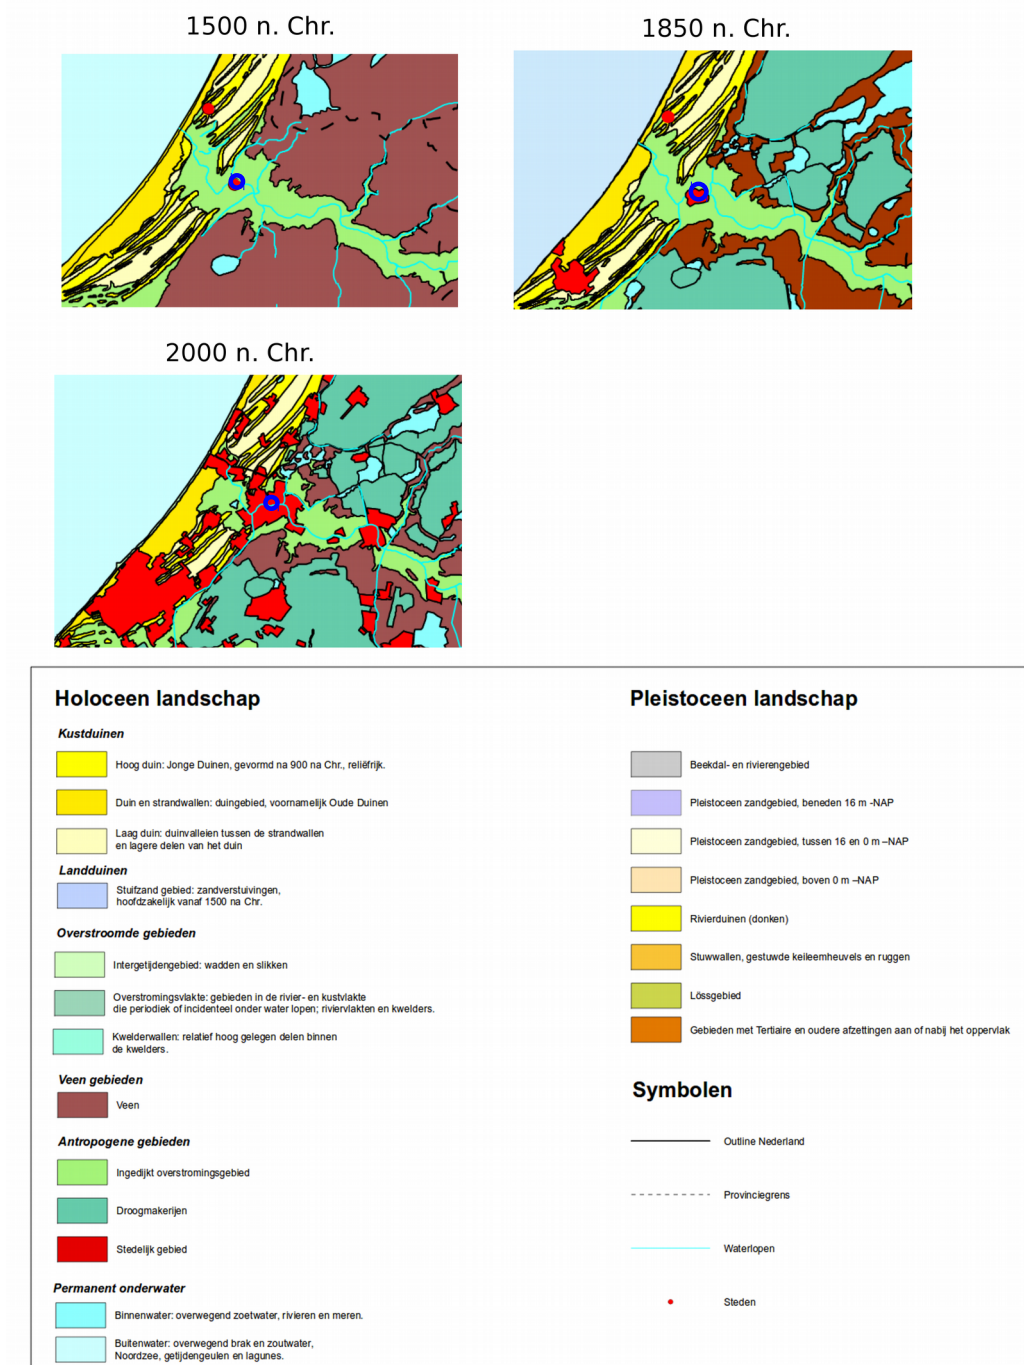 1500 n. Chr.
1850 n. Chr.
2000 n. Chr.
Holoceen landschap
Kustduinen
Hoog duin: Jonge Duinen, gevormd na 900 na Chr., reliëfrijk.
Duin en strandwallen: duingebied, voornamelijk Oude Duinen
Laag duin: duinvalleien tussen de strandwallen
en lagere delen van het duin
Landduinen
Stuifzand gebied: zandverstuivingen,
hoofdzakelijk vanaf 1500 na Chr.
Overstroomde gebieden
Intergetijdengebied: wadden en slikken
Overstromingsvlakte: gebieden in de rivier- en kustvlakte
die periodiek of incidenteel onder water lopen; riviervlakten en kwelders.
Kwelderwallen: relatief hoog gelegen delen binnen
de kwelders.
Veen gebieden
Veen
Antropogene gebieden
Ingedijkt overstromingsgebied
Droogmakerijen
Stedelijk gebied
Permanent onderwater
Binnenwater: overwegend zoetwater, rivieren en meren.
Buitenwater: overwegend brak en zoutwater,
Noordzee, getijdengeulen en lagunes.
Pleistoceen landschap
Beekdal- en rivierengebied
Pleistoceen zandgebied, beneden 16 m -NAP
Pleistoceen zandgebied, tussen 16 en 0 m –NAP
Pleistoceen zandgebied, boven 0 m –NAP
Rivierduinen (donken)
Stuwwallen, gestuwde keileemheuvels en ruggen
Lössgebied
Gebieden met Tertiaire en oudere afzettingen aan of nabij het oppervlak
Symbolen
Outline Nederland
Provinciegrens
Waterlopen
Steden